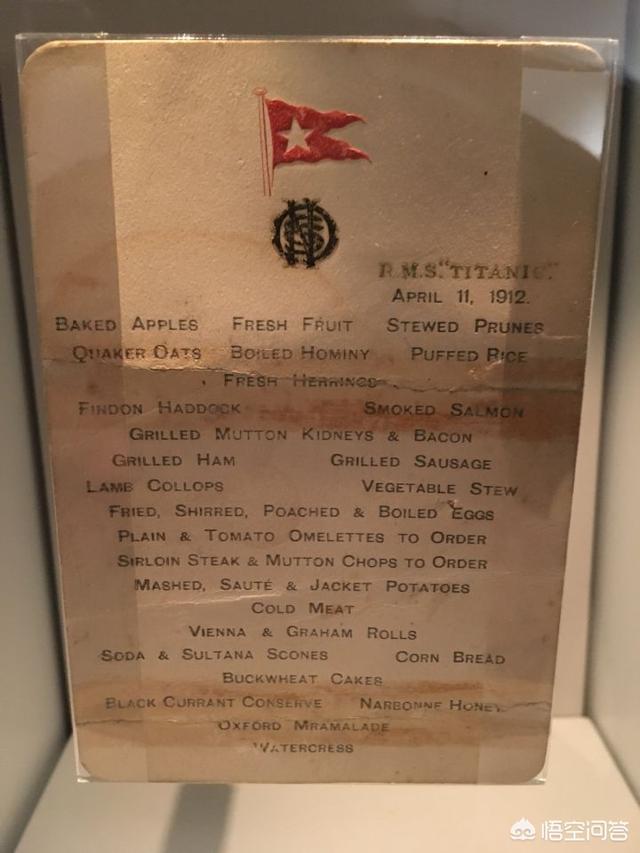 R.M.S. "TITANIC."
APRIL 11, 1912.
BAKED APPLES FRESH FRUIT STEWED PRUNES
QUAKER OATS BOILED HOMINY PUFFED RICE
FRESH HERRINGS
FINDON HADDOCK SMOKED SALMON
GRILLED MUTTON KIDNEYS & BACON
GRILLED HAM GRILLED SAUSAGE
LAMB COLLOPS VEGETABLE STEW
FRIED, SHIRRED, POACHED & BOILED EGGS
PLAIN & TOMATO OMELETTES TO ORDER
SIRLOIN STEAK & MUTTON CHOPS TO ORDER
MASHED, SAUTÉ & JACKET POTATOES
COLD MEAT
VIENNA & GRAHAM ROLLS
SODA & SULTANA SCONES CORN BREAD
BUCKWHEAT CAKES
BLACK CURRANT CONSERVE NARBONNE HONEY
OXFORD MRAMALADE
WATERCRESS
悟空问答